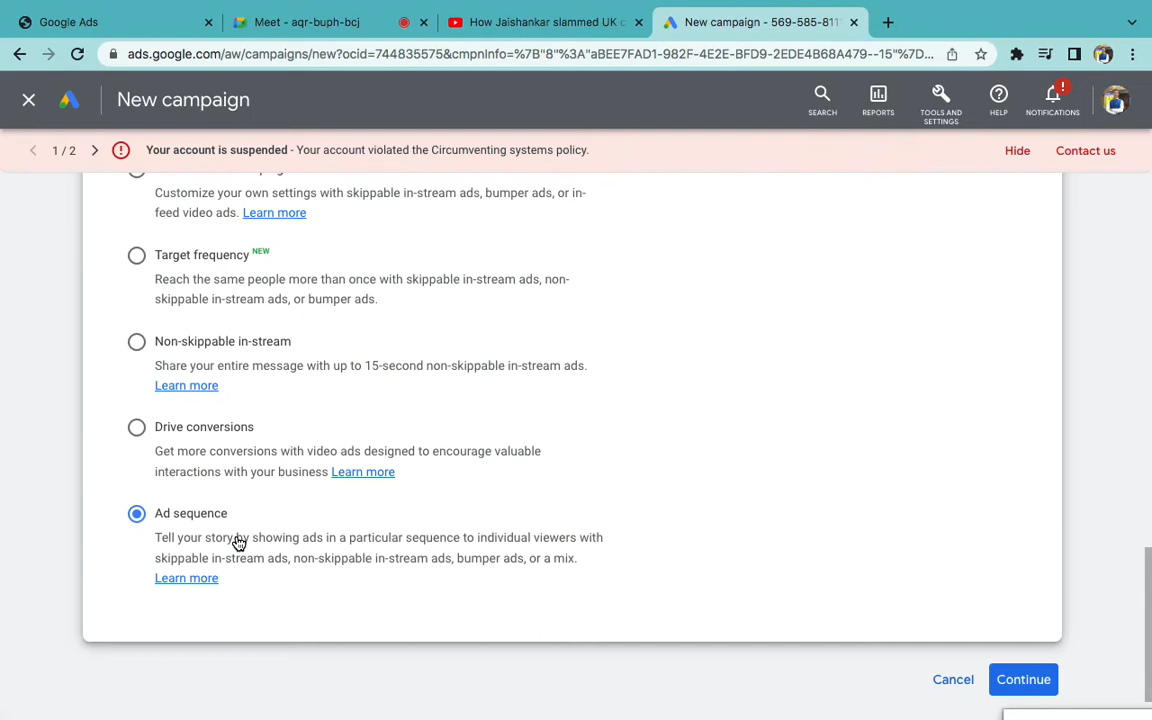 Google Ads
Meet - aqr-buph-bcj
How Jaishankar slammed UK c
New campaign - 569-585-811
ads.google.com/aw/campaigns/new?ocid=744835575&cmpnInfo=%7B"8"%3A"aBEE7FAD1-982F-4E2E-BFD9-2EDE4B68A479--15"%7D...
New campaign
SEARCH
REPORTS
TOOLS AND SETTINGS
HELP
NOTIFICATIONS
1 / 2
Your account is suspended - Your account violated the Circumventing systems policy.
Hide
Contact us
Customize your own settings with skippable in-stream ads, bumper ads, or in-
feed video ads. Learn more
Target frequency NEW
Reach the same people more than once with skippable in-stream ads, non-
skippable in-stream ads, or bumper ads.
Non-skippable in-stream
Share your entire message with up to 15-second non-skippable in-stream ads.
Learn more
Drive conversions
Get more conversions with video ads designed to encourage valuable
interactions with your business Learn more
Ad sequence
Tell your story by showing ads in a particular sequence to individual viewers with
skippable in-stream ads, non-skippable in-stream ads, bumper ads, or a mix.
Learn more
Cancel
Continue